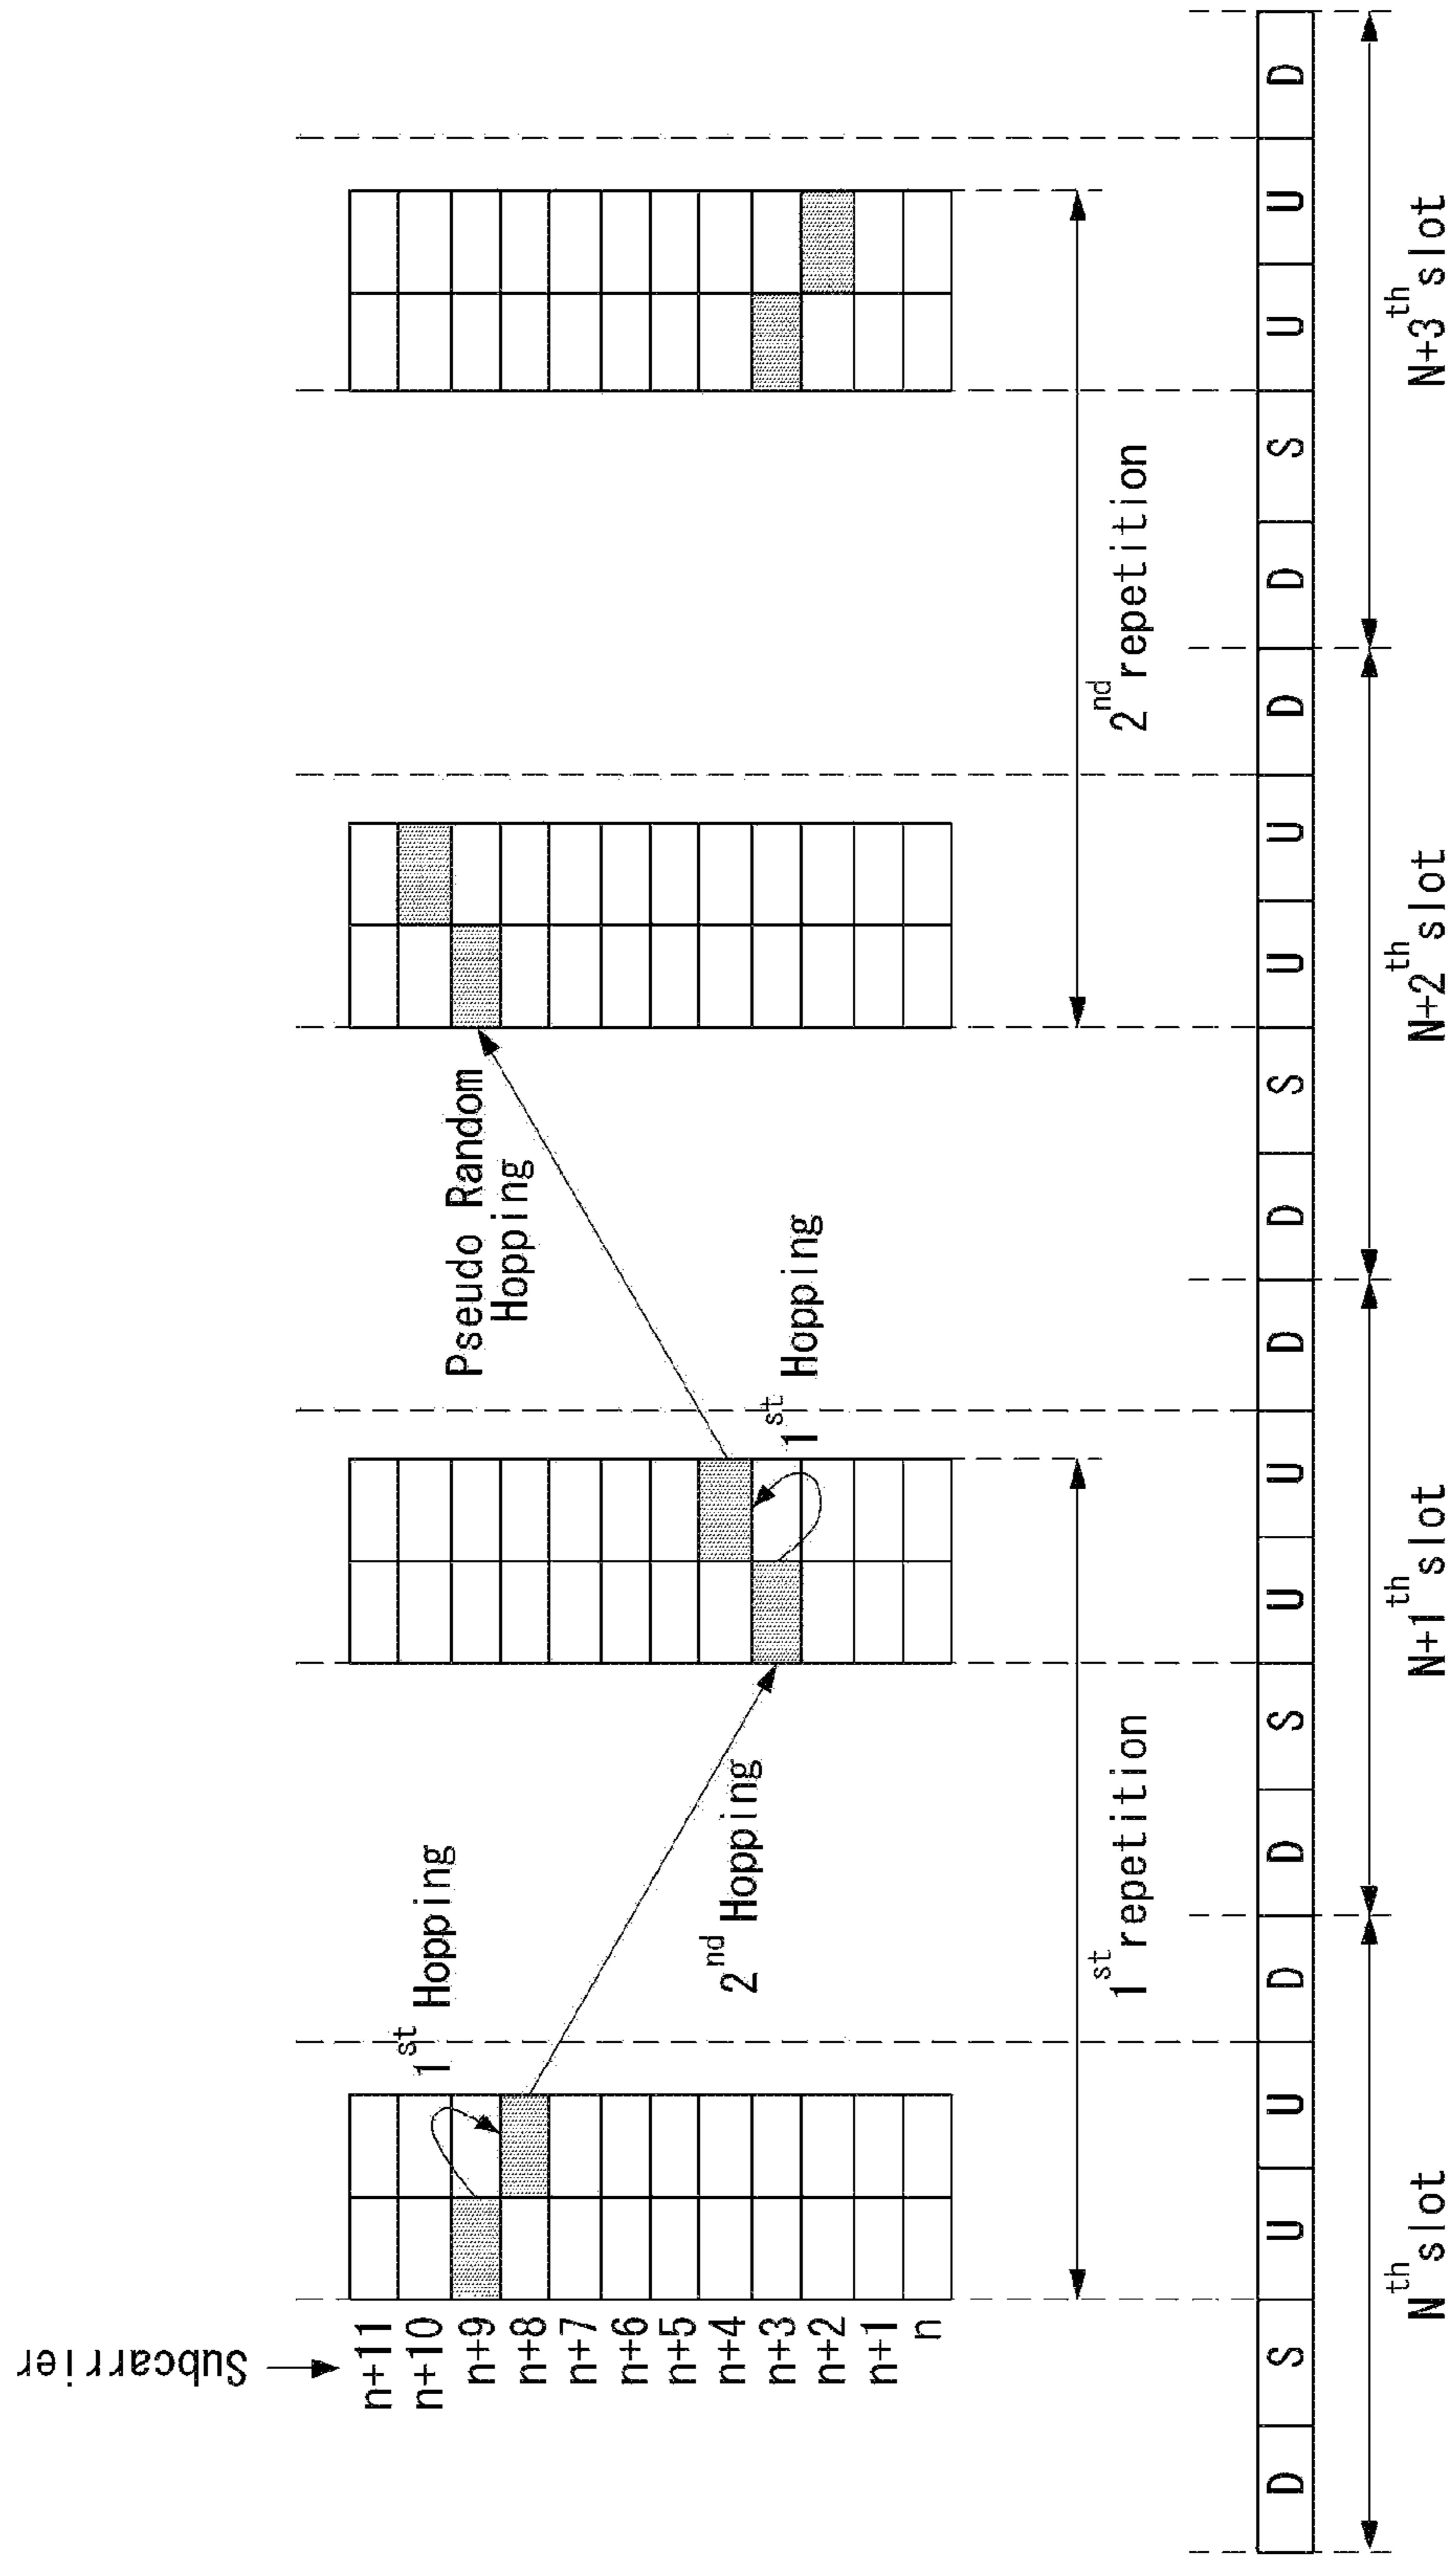 Subcarrier
n+11
n+10
n+9
n+8
n+7
n+6
n+5
n+4
n+3
n+2
n+1
n
1st Hopping
2nd Hopping
1st Hopping
Pseudo Random
Hopping
1st repetition
2nd repetition
D S U U D D S U U D D S U U D D S U U D
Nth slot
N+1th slot
N+2th slot
N+3th slot